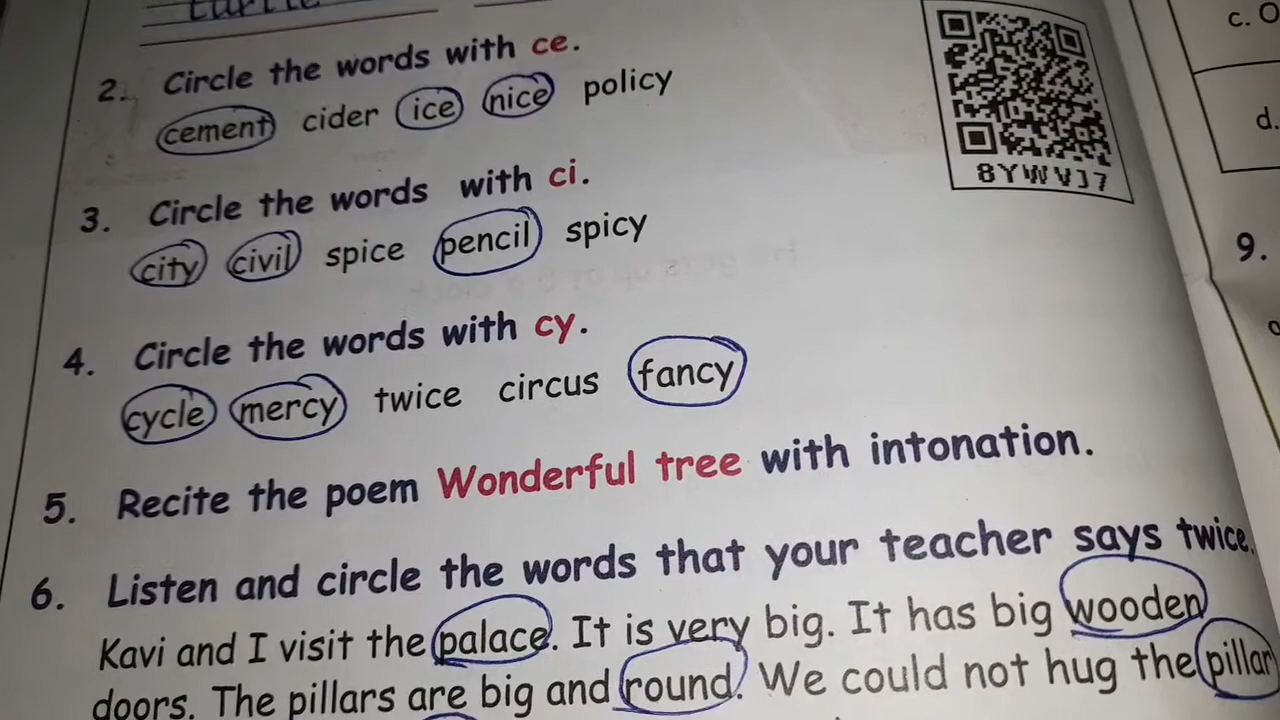 turtle
2. Circle the words with ce.
cement cider ice nice policy
8YWVJ7
3. Circle the words with ci.
city civil spice pencil spicy
4. Circle the words with cy.
cycle mercy twice circus fancy
5. Recite the poem Wonderful tree with intonation.
6. Listen and circle the words that your teacher says twice.
Kavi and I visit the palace. It is very big. It has big wooden
doors. The pillars are big and round. We could not hug the pillar
c. O
d.
9.